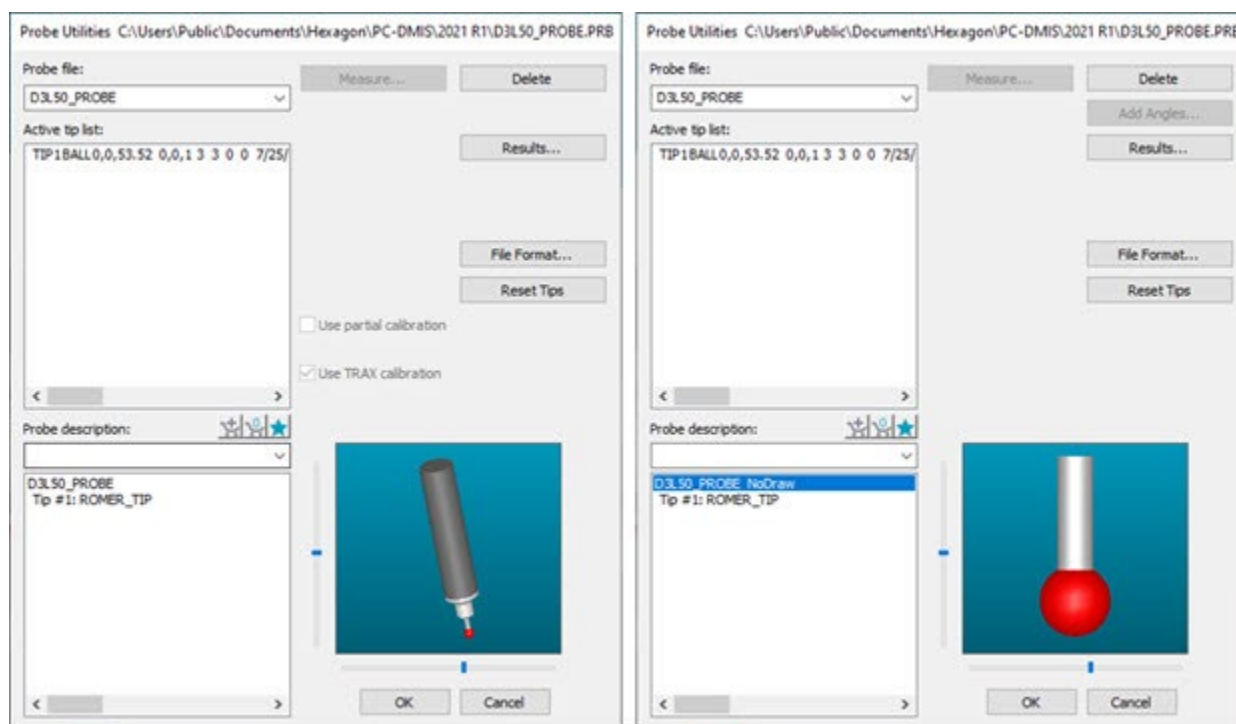 Probe Utilities C:\Users\Public\Documents\Hexagon\PC-DMIS\2021 R1\D3L50_PROBE.PRB
Probe file:
Measure...
Delete
D3L50_PROBE
Active tip list:
TIP1BALL0,0,53.52 0,0,1 3 3 0 0 7/25/
Results...
File Format...
Reset Tips
Use partial calibration
Use TRAX calibration
Probe description:
D3L50_PROBE
Tip #1: ROMER_TIP
OK
Cancel
Probe Utilities C:\Users\Public\Documents\Hexagon\PC-DMIS\2021 R1\D3L50_PROBE.PRB
Probe file:
Measure...
Delete
D3L50_PROBE
Add Angles...
Active tip list:
TIP1BALL0,0,53.52 0,0,1 3 3 0 0 7/25/
Results...
File Format...
Reset Tips
Probe description:
D3L50_PROBE NoDraw
Tip #1: ROMER_TIP
OK
Cancel